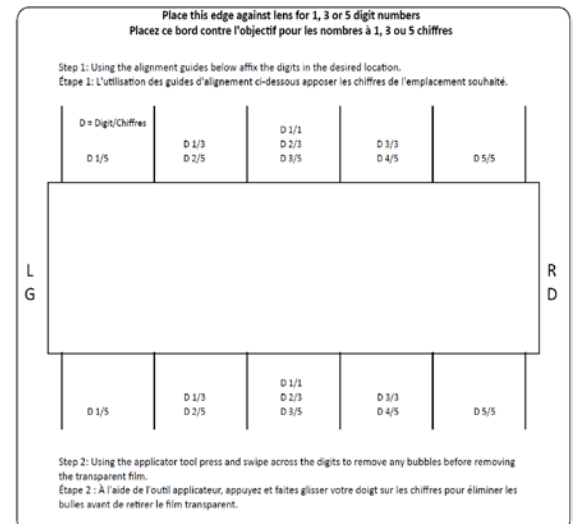 Place this edge against lens for 1, 3 or 5 digit numbers
Placez ce bord contre l'objectif pour les nombres à 1, 3 ou 5 chiffres
Step 1: Using the alignment guides below affix the digits in the desired location.
Étape 1: L'utilisation des guides d'alignement ci-dessous apposer les chiffres de l'emplacement souhaité.
D = Digit/Chiffres
D 1/1
D 1/3 D 2/3 D 3/3
D 1/5 D 2/5 D 3/5 D 4/5 D 5/5
L R
G D
D 1/1
D 1/3 D 2/3 D 3/3
D 1/5 D 2/5 D 3/5 D 4/5 D 5/5
Step 2: Using the applicator tool press and swipe across the digits to remove any bubbles before removing
the transparent film.
Étape 2 : À l'aide de l'outil applicateur, appuyez et faites glisser votre doigt sur les chiffres pour éliminer les
bulles avant de retirer le film transparent.